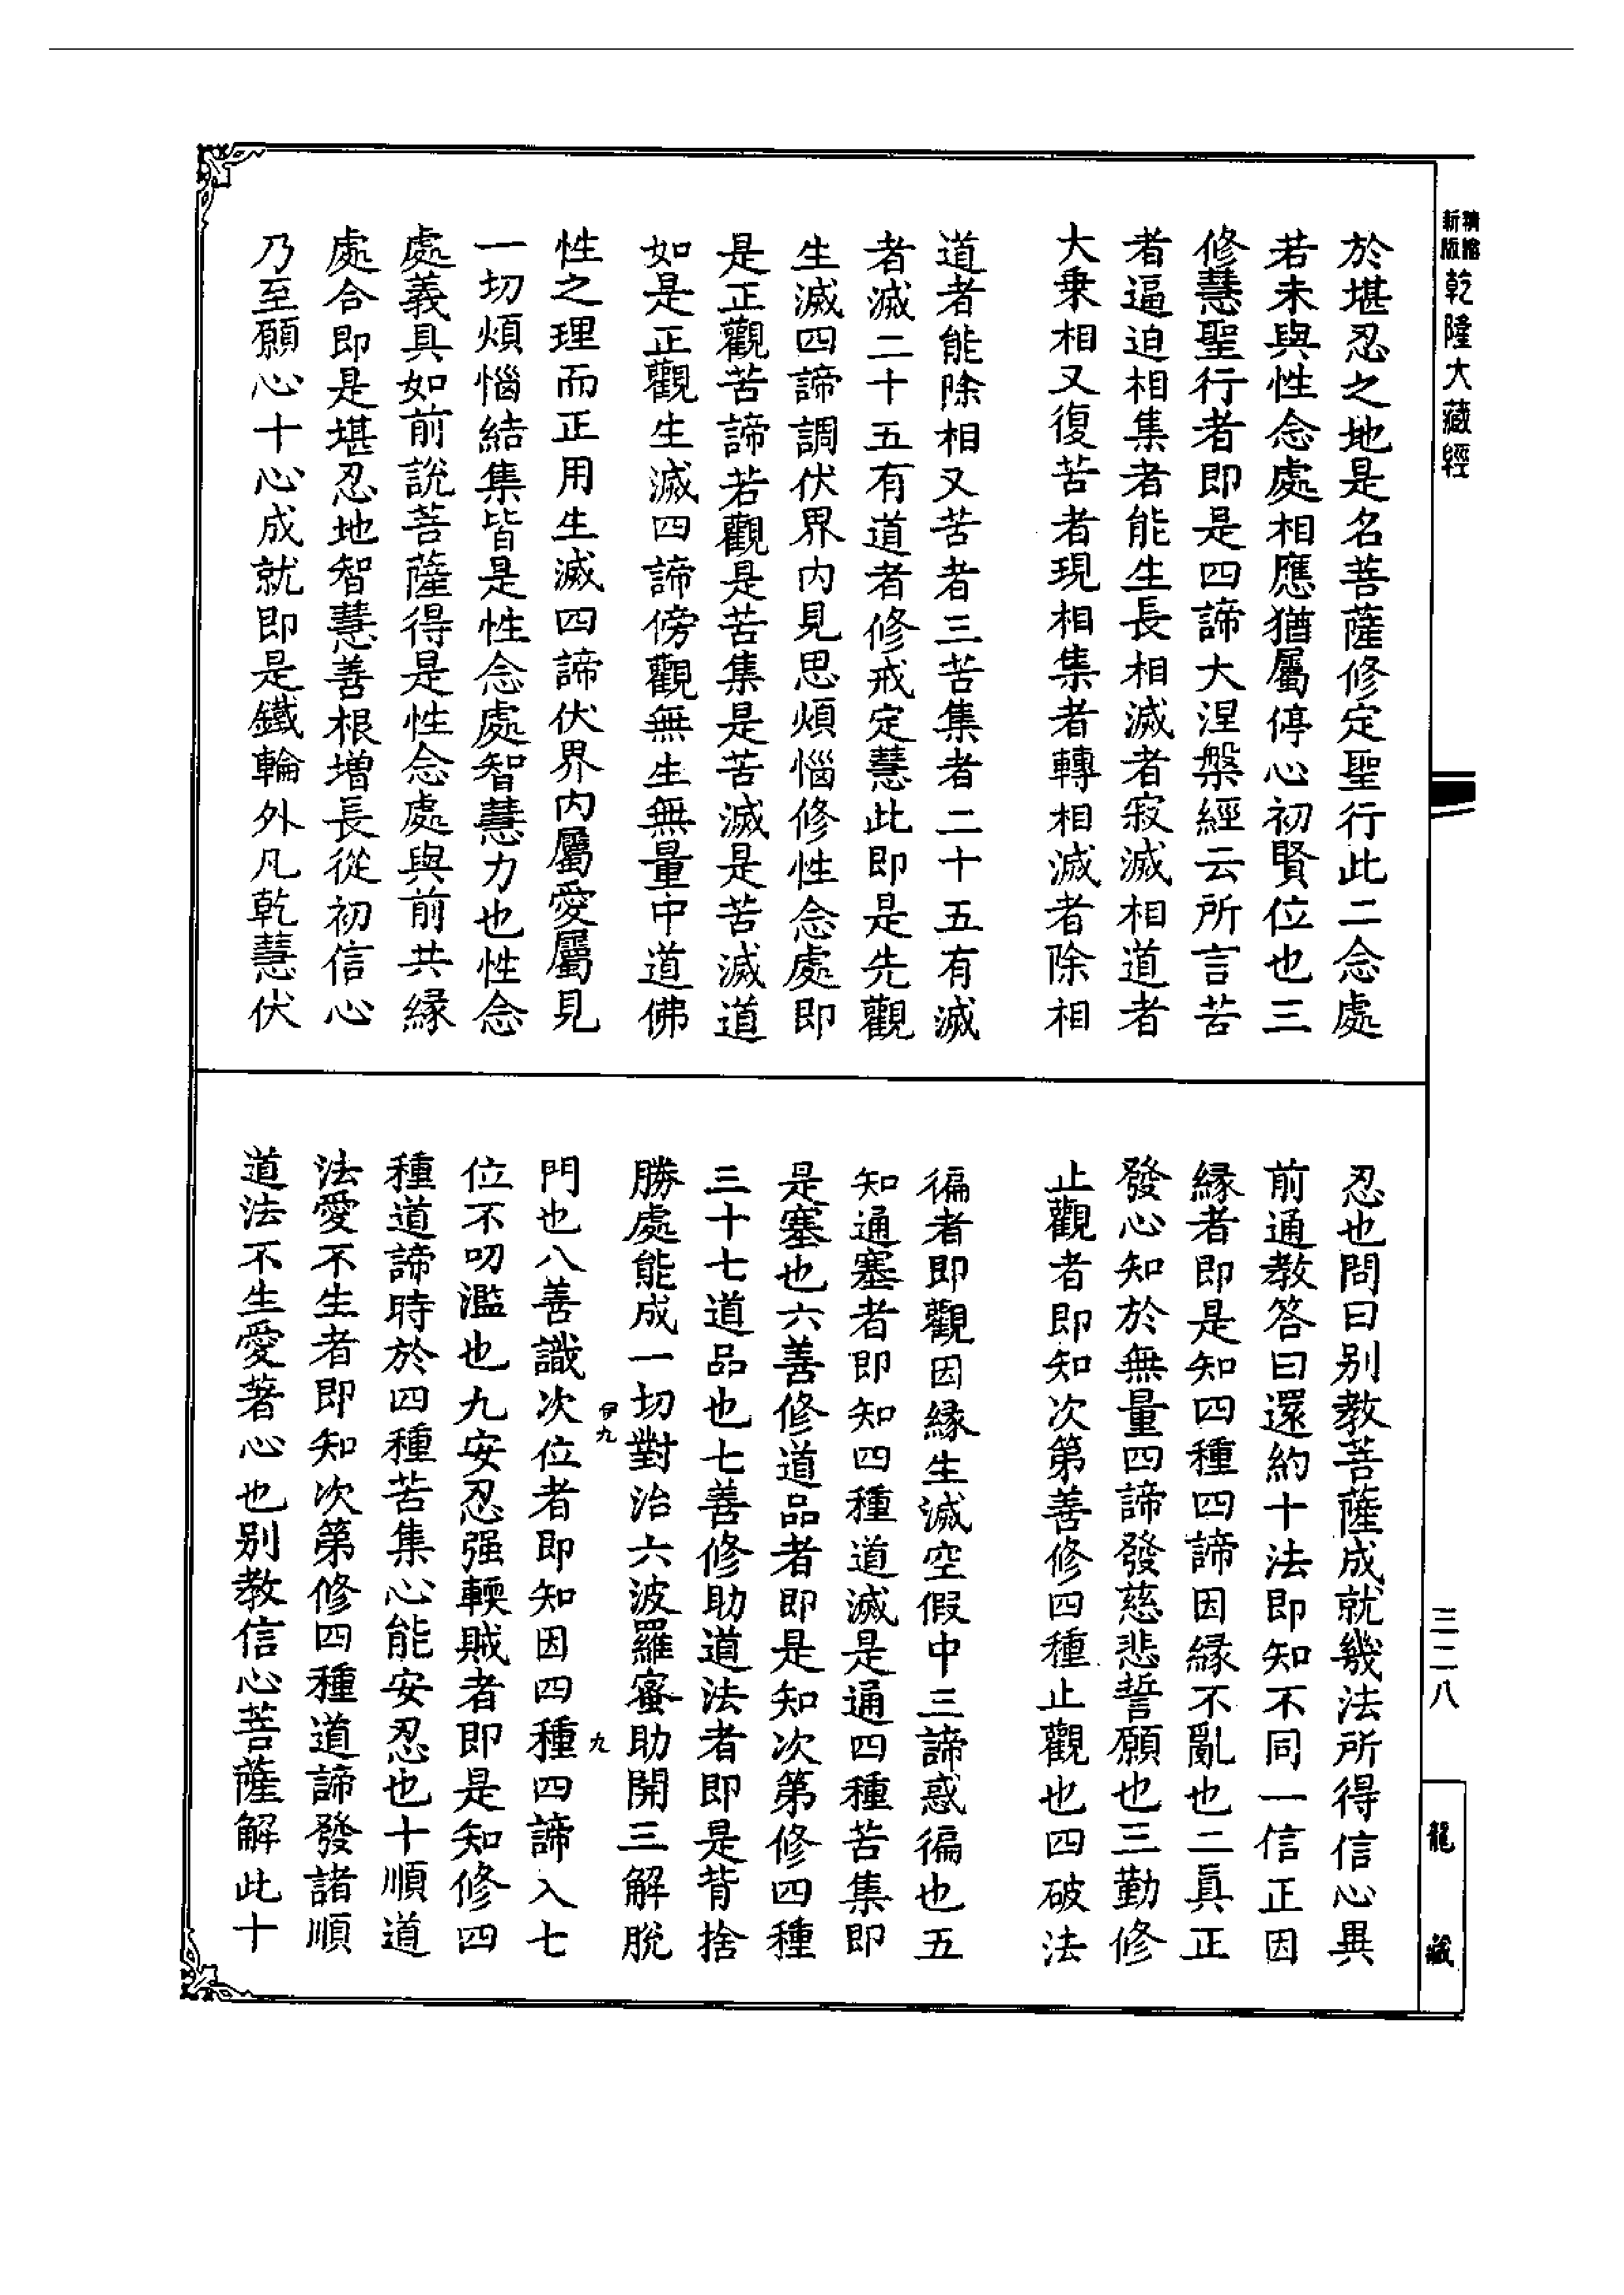 新版精縮乾隆大藏經
於堪忍之地是名菩薩修定聖行此二念處
若未與性念處相應猶屬停心初賢位也三
修慧聖行者即是四諦大涅槃經云所言苦
者逼迫相集者能生長相滅者寂滅相道者
大乗相又復苦者現相集者轉相滅者除相
道者能除相又苦者三苦集者二十五有滅
者滅二十五有道者修戒定慧此即是先觀
生滅四諦調伏界内見思煩惱修性念處即
是正觀苦諦若觀是苦集是苦滅是苦滅道
如是正觀生滅四諦傍觀無生無量中道佛
性之理而正用生滅四諦伏界内屬愛屬見
一切煩惱結集皆是性念處智慧力也性念
處義具如前說菩薩得是性念處與前共縁
處合即是堪忍地智慧善根増長從初信心
乃至願心十心成就即是鐵輪外凡乾慧伏
忍也問曰别教菩薩成就幾法所得信心異
前通教答曰還約十法即知不同一信正因
縁者即是知四種四諦因縁不亂也二眞正
發心知於無量四諦發慈悲誓願也三勤修
止觀者即知次第善修四種止觀也四破法
徧者即觀因縁生滅空假中三諦惑徧也五
知通塞者即知四種道滅是通四種苦集即
是塞也六善修道品者即是知次第修四種
三十七道品也七善修助道法者即是背捨
勝處能成一切對治六波羅蜜助開三解脫
伊九
九
門也八善識次位者即知因四種四諦入七
位不叨濫也九安忍强輭賊者即是知修四
種道諦時於四種苦集心能安忍也十順道
法愛不生者即知次第修四種道諦發諸順
道法不生愛著心也别教信心菩薩解此十
三二八
龍藏